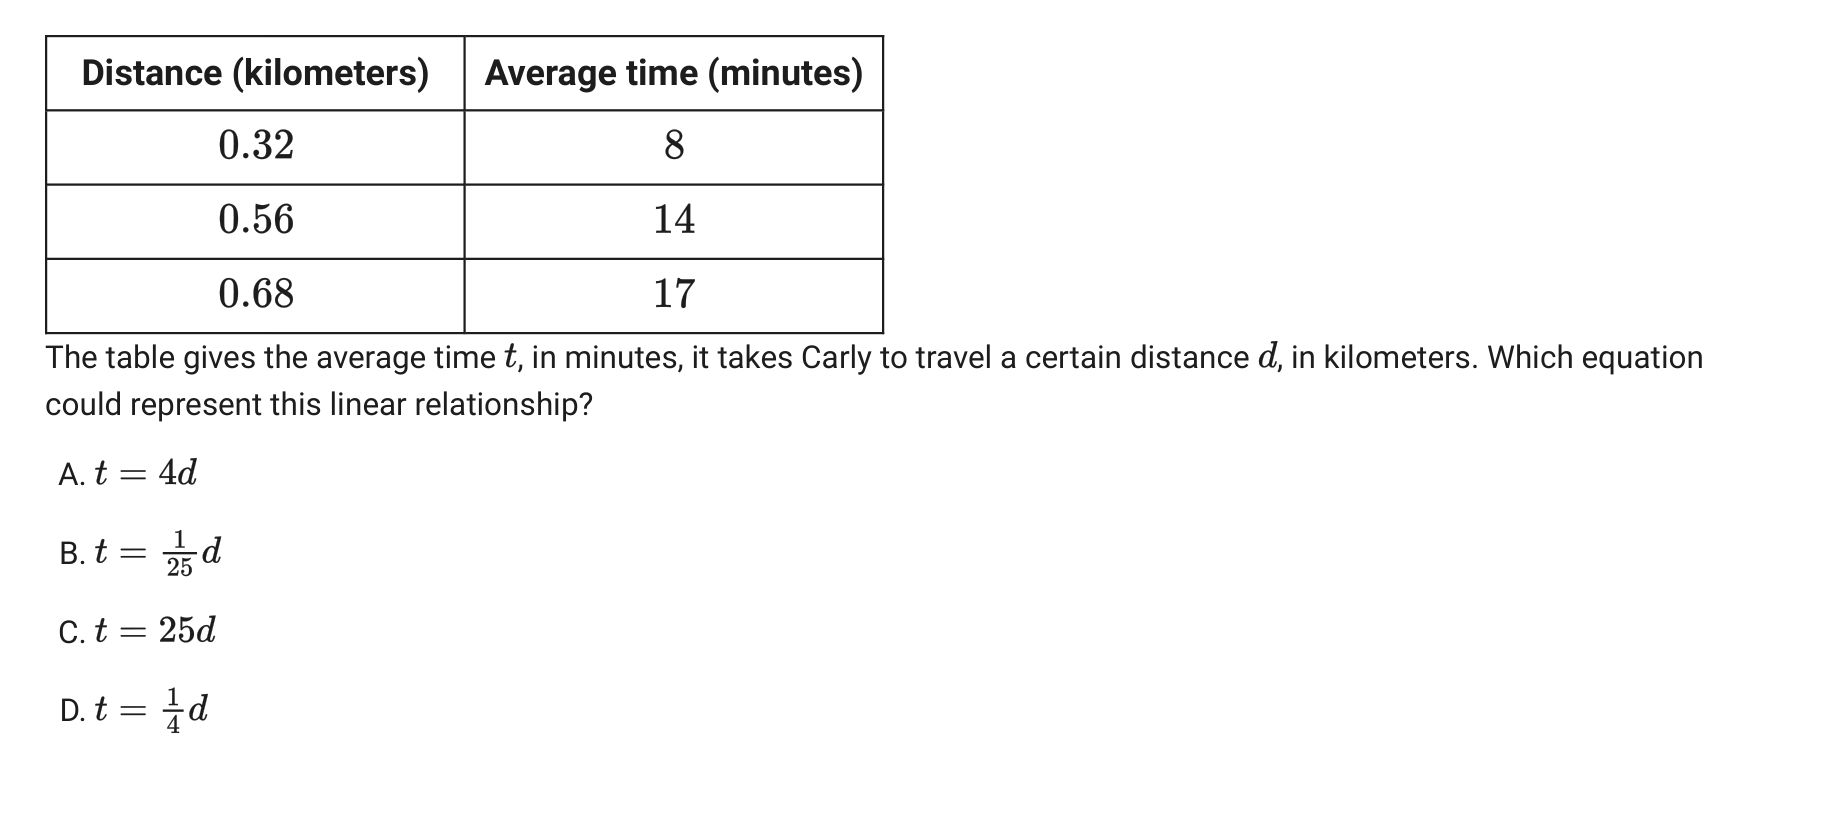 Distance (kilometers) Average time (minutes)
0.32 8
0.56 14
0.68 17
The table gives the average time t, in minutes, it takes Carly to travel a certain distance d, in kilometers. Which equation
could represent this linear relationship?
A. t = 4d
B. t = 1/25 d
C. t = 25d
D. t = 1/4 d